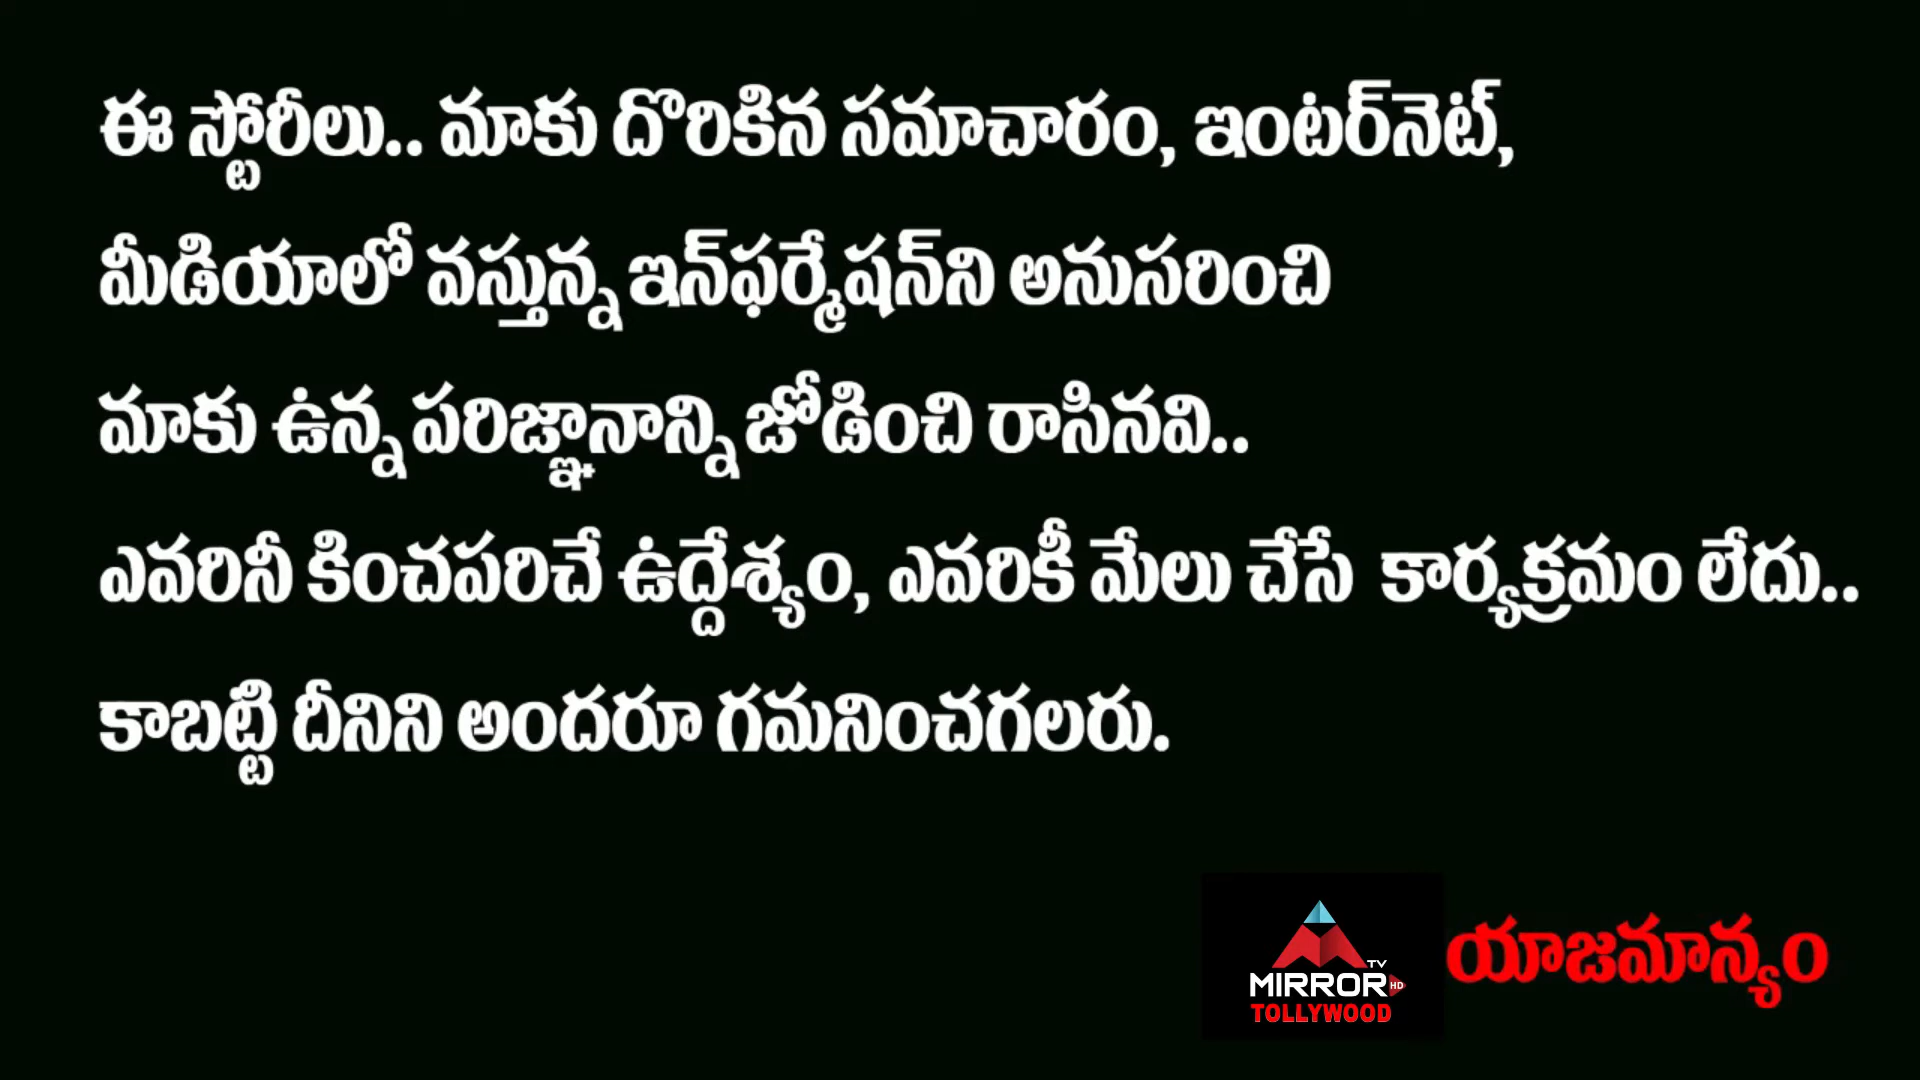 ఈ స్టోరీలు.. మాకు దొరికిన సమాచారం, ఇంటర్‌నెట్,
మీడియాలో వస్తున్న ఇన్‌ఫర్మేషన్‌ని అనుసరించి
మాకు ఉన్న పరిజ్ఞానాన్ని జోడించి రాసినవి..
ఎవరినీ కించపరిచే ఉద్దేశ్యం, ఎవరికీ మేలు చేసే కార్యక్రమం లేదు..
కాబట్టి దీనిని అందరూ గమనించగలరు.
యాజమాన్యం
TV
MIRROR HD
TOLLYWOOD